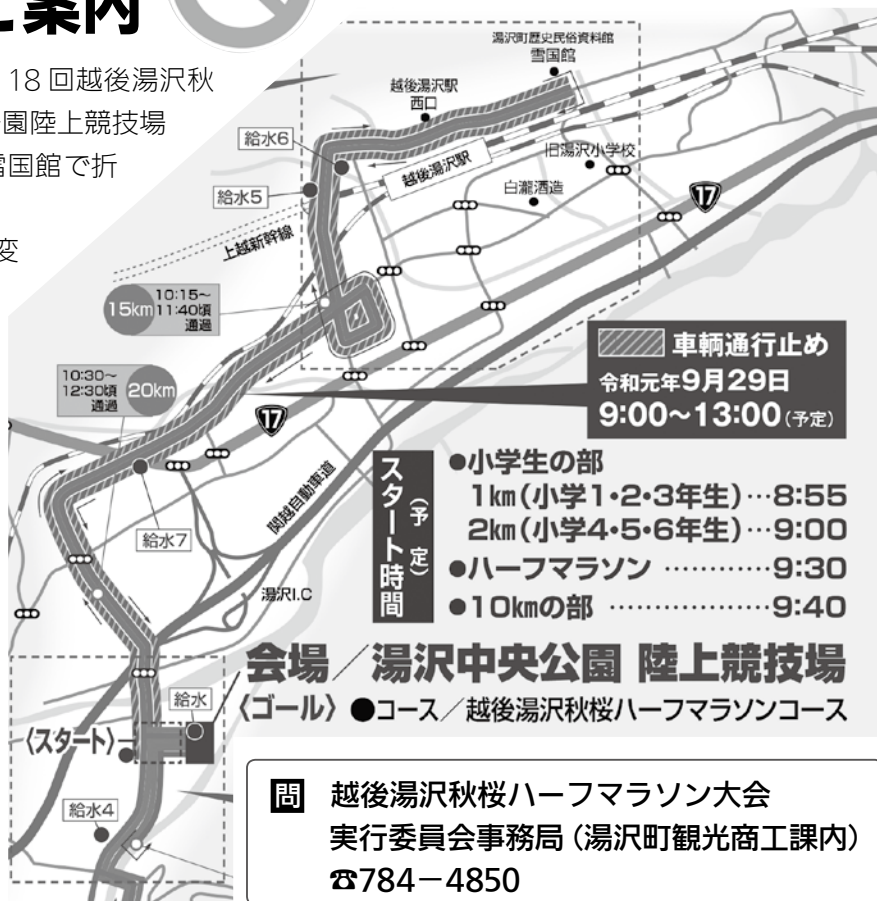 ご案内
18回越後湯沢秋
園陸上競技場
雪国館で折
変
湯沢町歴史民俗資料館
雪国館
越後湯沢駅
西口
給水6
越後湯沢駅
旧湯沢小学校
給水5
白瀧酒造
17
上越新幹線
15km
10:15～
11:40頃
通過
車輌通行止め
令和元年9月29日
9:00～13:00(予定)
10:30～
12:30頃
通過
20km
17
関越自動車道
給水7
湯沢I.C
スタート時間
(予定)
●小学生の部
1km(小学1・2・3年生)…8:55
2km(小学4・5・6年生)…9:00
●ハーフマラソン …………9:30
●10kmの部 ………………9:40
会場／湯沢中央公園 陸上競技場
給水
〈ゴール〉 ●コース／越後湯沢秋桜ハーフマラソンコース
〈スタート〉
給水4
問 越後湯沢秋桜ハーフマラソン大会
実行委員会事務局（湯沢町観光商工課内）
☎784－4850